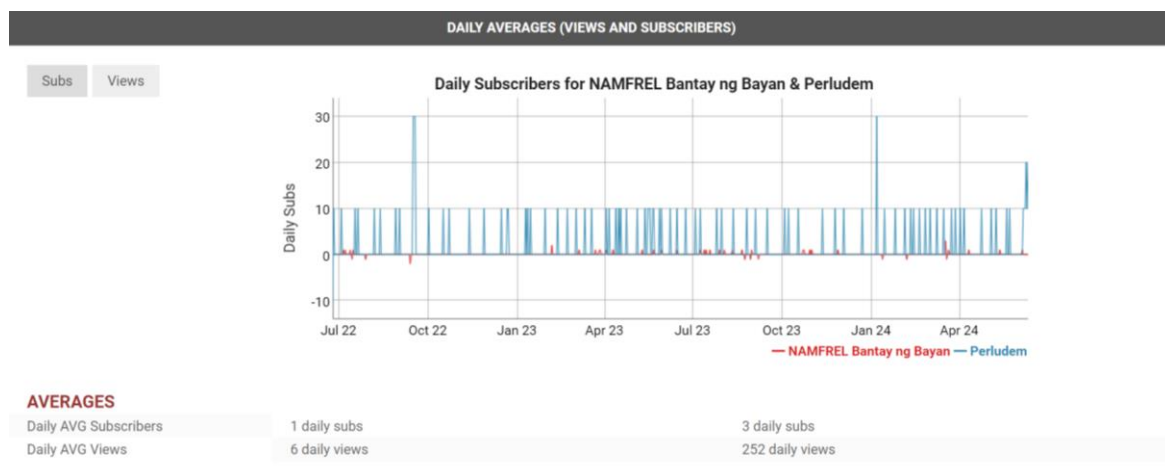 DAILY AVERAGES (VIEWS AND SUBSCRIBERS)
Subs Views
Daily Subscribers for NAMFREL Bantay ng Bayan & Perludem
Daily Subs
30
20
10
0
-10
Jul 22 Oct 22 Jan 23 Apr 23 Jul 23 Oct 23 Jan 24 Apr 24
NAMFREL Bantay ng Bayan Perludem
AVERAGES
Daily AVG Subscribers 1 daily subs 3 daily subs
Daily AVG Views 6 daily views 252 daily views